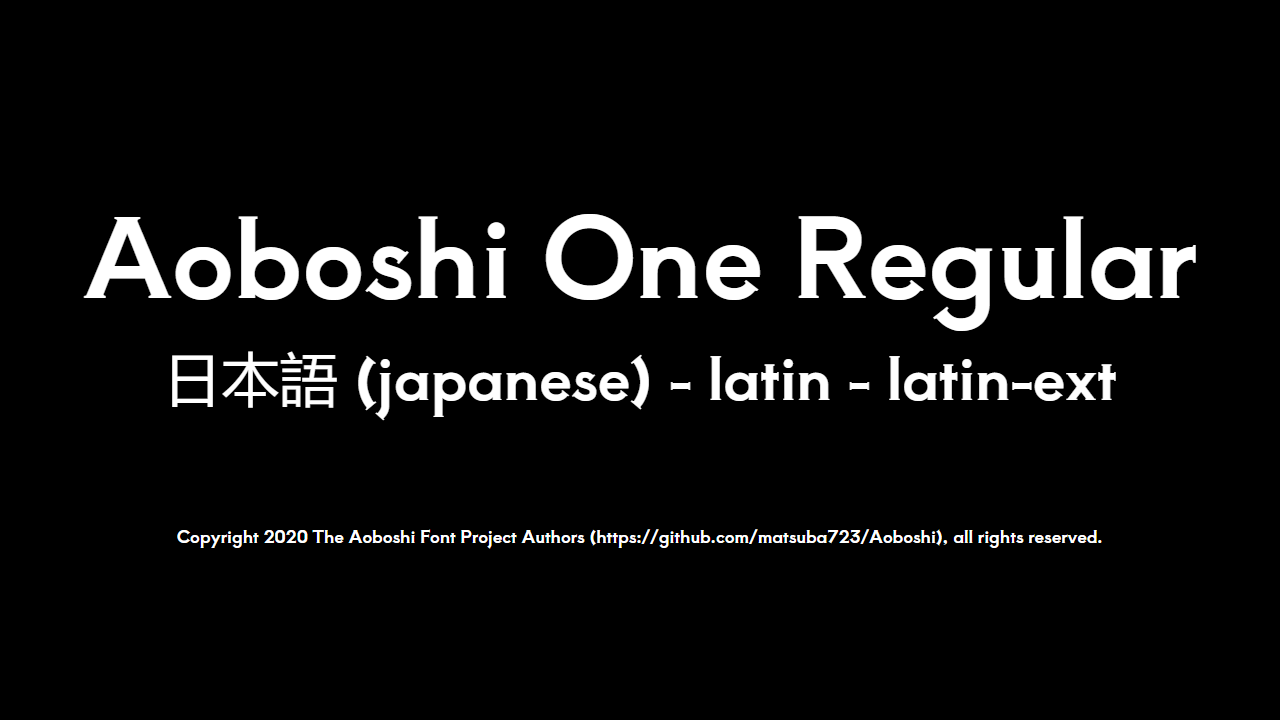 Aoboshi One Regular
日本語 (japanese) - latin - latin-ext
Copyright 2020 The Aoboshi Font Project Authors (https://github.com/matsuba723/Aoboshi), all rights reserved.